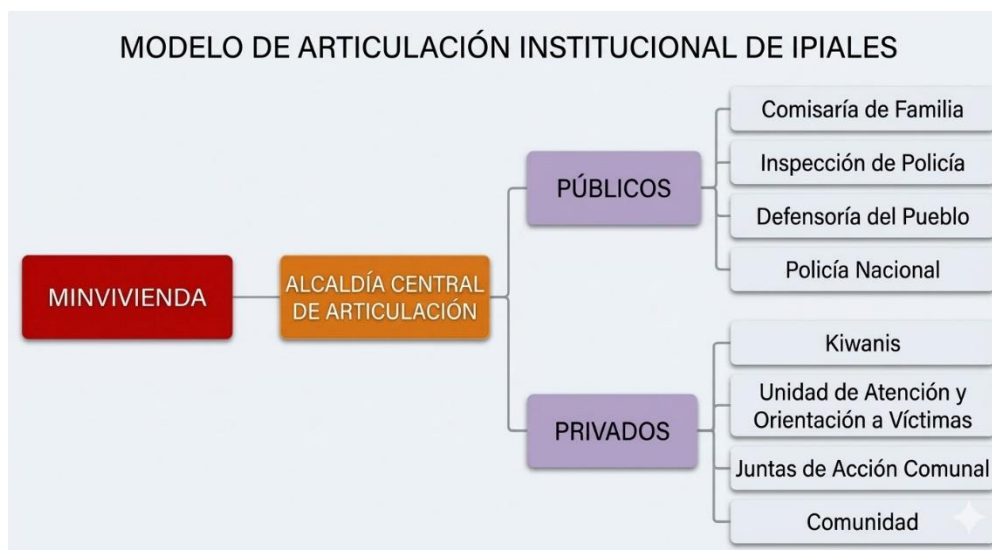 MODELO DE ARTICULACIÓN INSTITUCIONAL DE IPIALES
MINVIVIENDA
ALCALDÍA CENTRAL
DE ARTICULACIÓN
PÚBLICOS
Comisaría de Familia
Inspección de Policía
Defensoría del Pueblo
Policía Nacional
PRIVADOS
Kiwanis
Unidad de Atención y
Orientación a Víctimas
Juntas de Acción Comunal
Comunidad